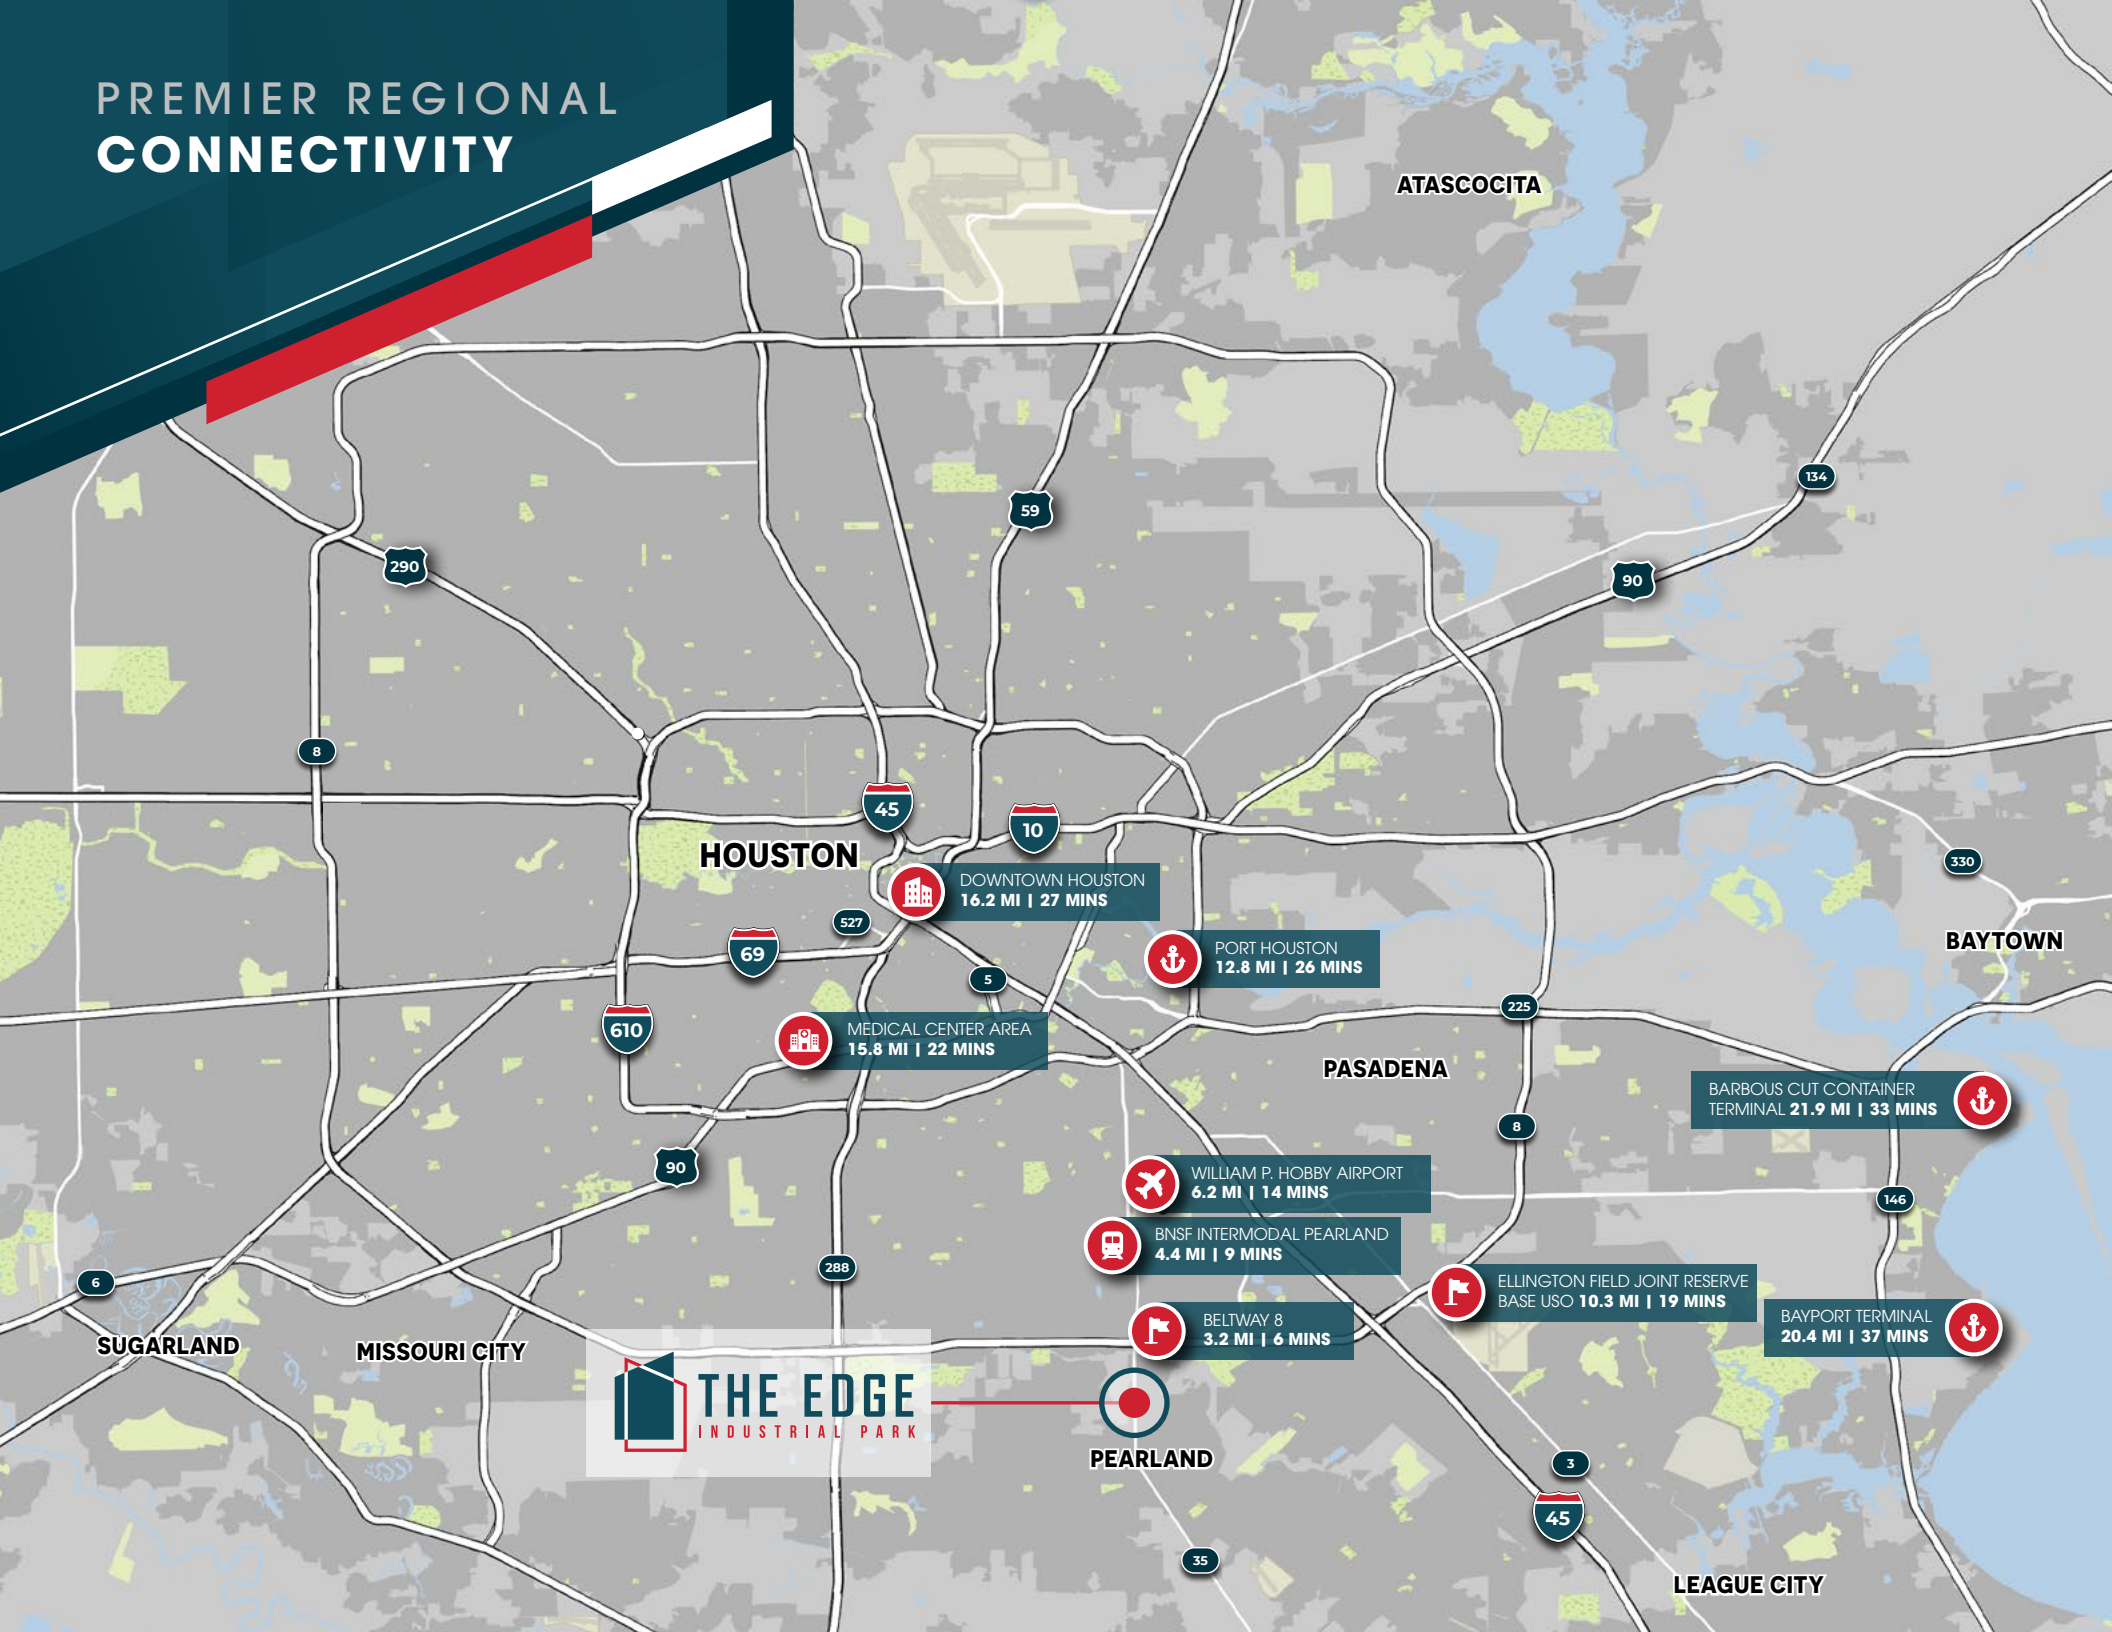 PREMIER REGIONAL
CONNECTIVITY
ATASCOCITA
134
59
290
90
8
45
10
HOUSTON
330
DOWNTOWN HOUSTON
16.2 MI | 27 MINS
527
BAYTOWN
69
PORT HOUSTON
12.8 MI | 26 MINS
5
225
610
MEDICAL CENTER AREA
15.8 MI | 22 MINS
PASADENA
BARBOUS CUT CONTAINER
TERMINAL 21.9 MI | 33 MINS
8
90
WILLIAM P. HOBBY AIRPORT
6.2 MI | 14 MINS
146
BNSF INTERMODAL PEARLAND
4.4 MI | 9 MINS
288
6
ELLINGTON FIELD JOINT RESERVE
BASE USO 10.3 MI | 19 MINS
BAYPORT TERMINAL
20.4 MI | 37 MINS
BELTWAY 8
3.2 MI | 6 MINS
SUGARLAND
MISSOURI CITY
THE EDGE
INDUSTRIAL PARK
PEARLAND
3
45
35
LEAGUE CITY